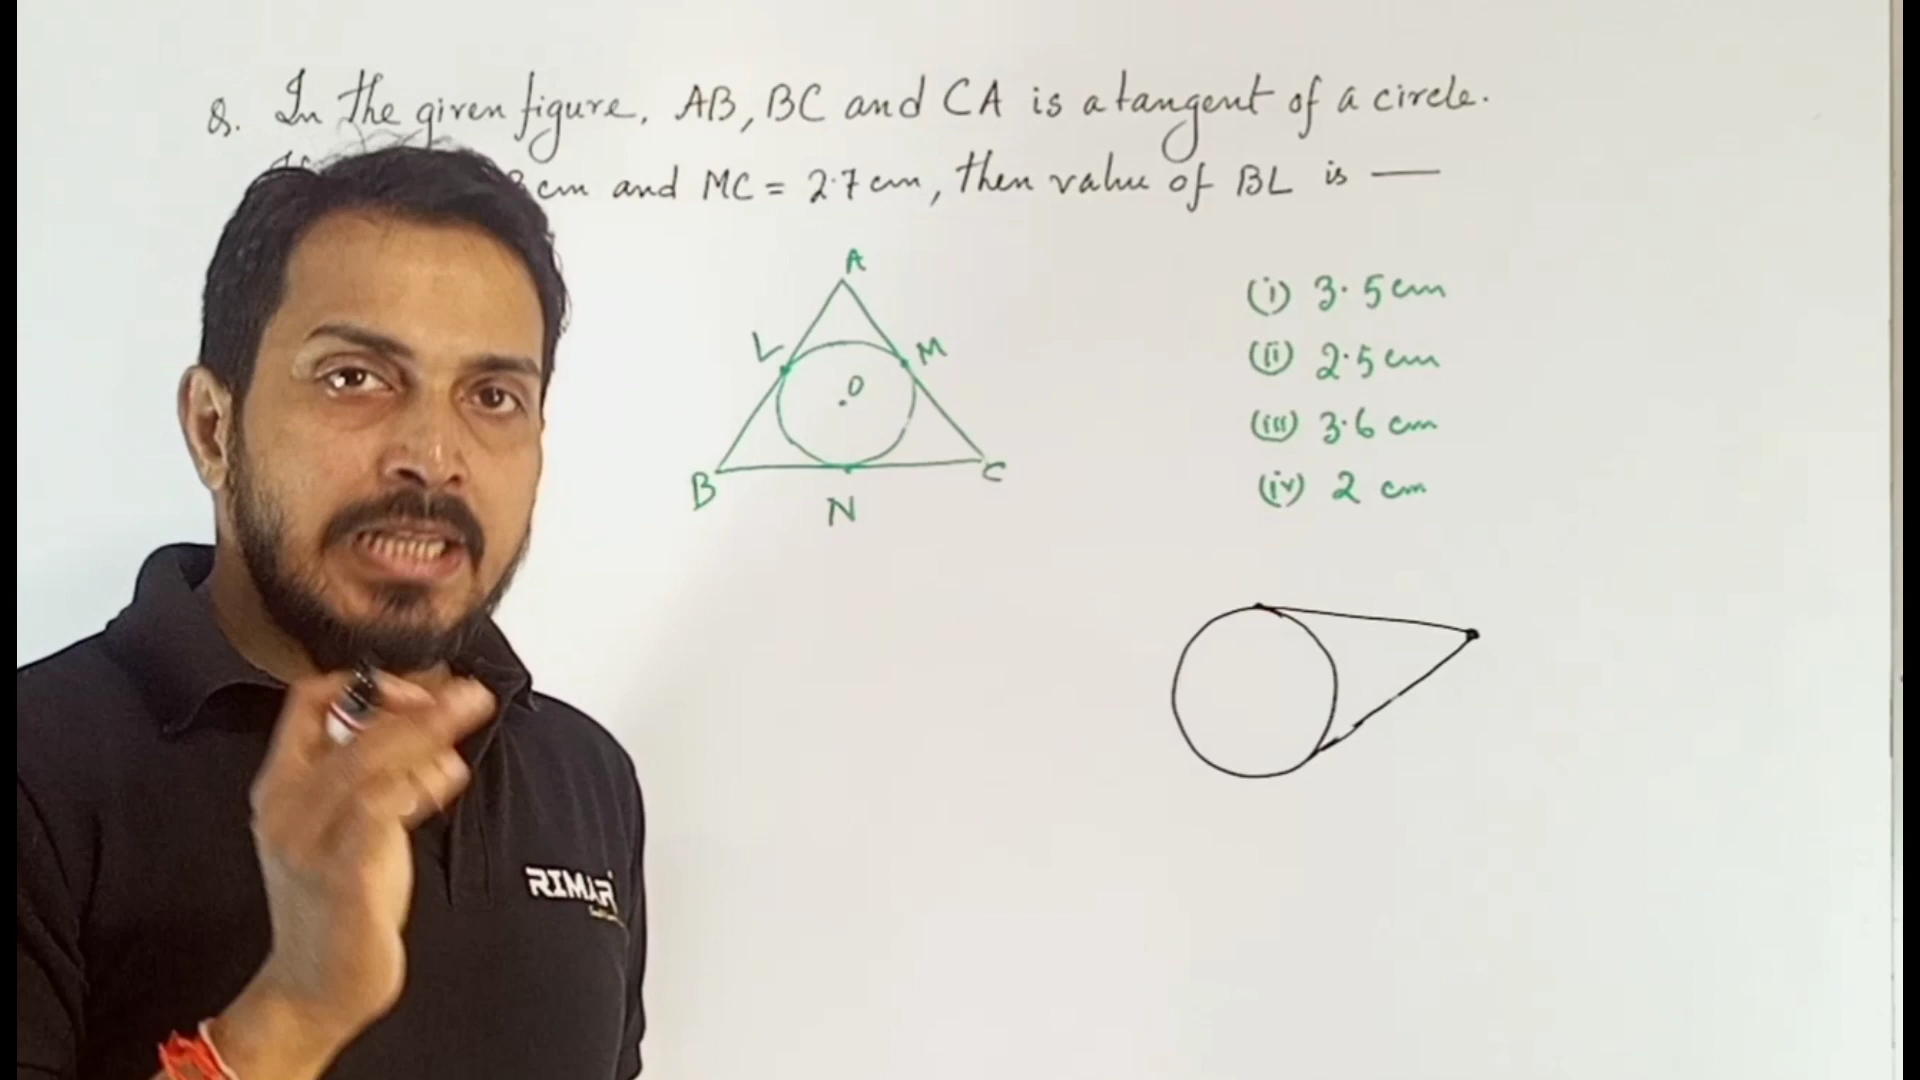 Q. In the given figure, AB, BC and CA is a tangent of a circle.
cm and MC = 2.7 cm, then value of BL is —
A
L
M
O
B
C
N
(i) 3.5 cm
(ii) 2.5 cm
(iii) 3.6 cm
(iv) 2 cm
RIMAR